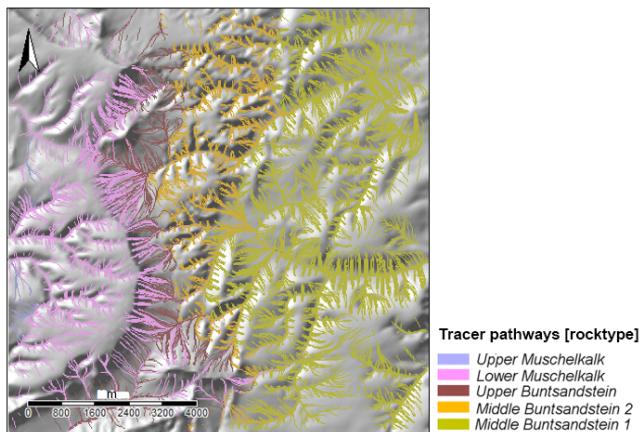 m
0 800 1600 2400 3200 4000
Tracer pathways [rocktype]
Upper Muschelkalk
Lower Muschelkalk
Upper Buntsandstein
Middle Buntsandstein 2
Middle Buntsandstein 1